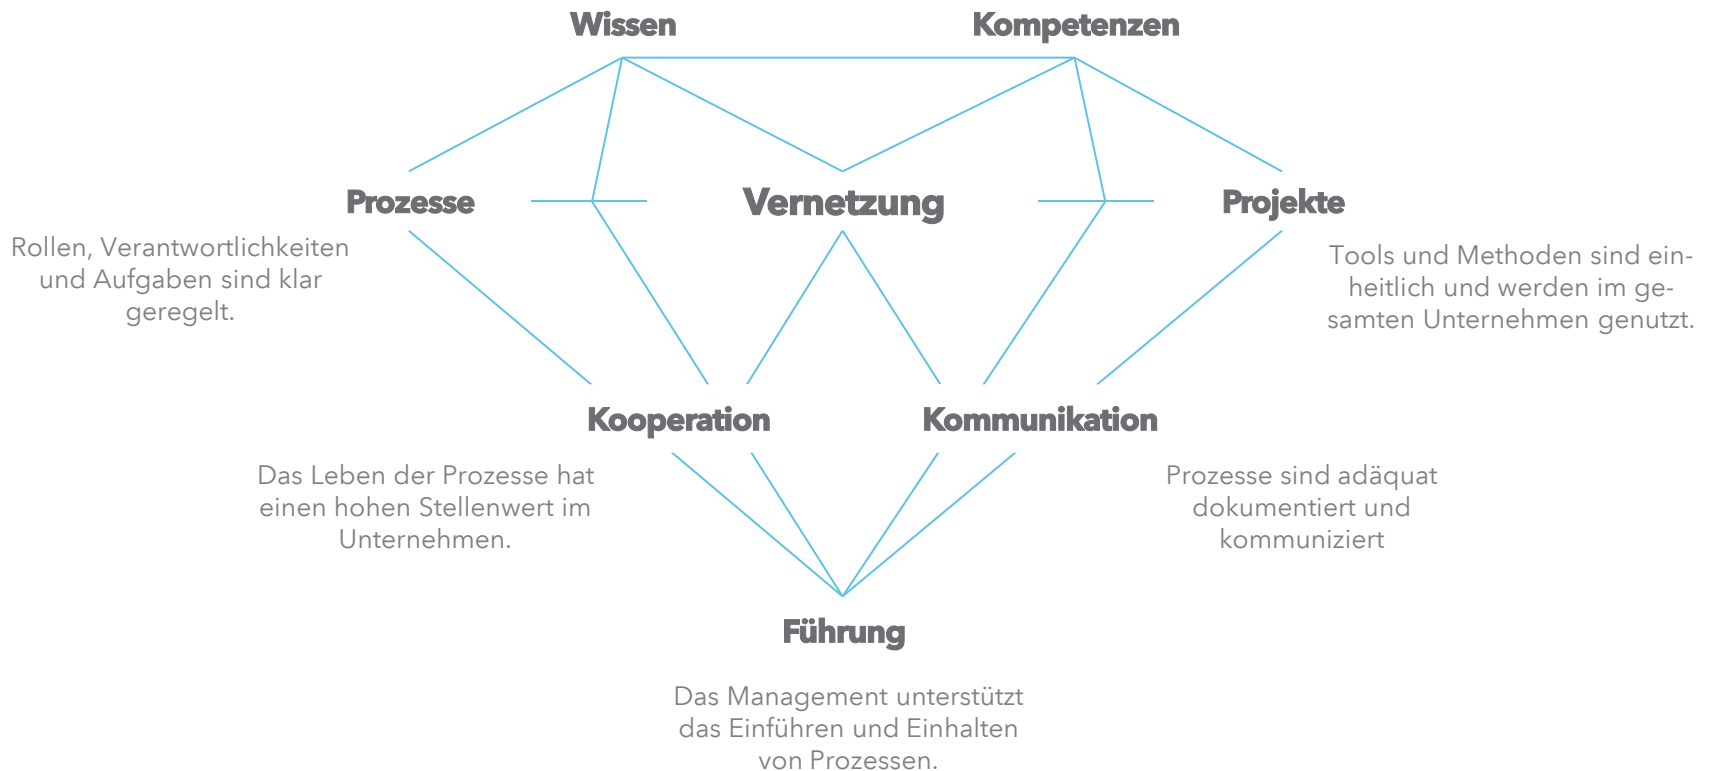 Wissen
Kompetenzen
Prozesse
Vernetzung
Projekte
Rollen, Verantwortlichkeiten
und Aufgaben sind klar
geregelt.
Tools und Methoden sind ein-
heitlich und werden im ge-
samten Unternehmen genutzt.
Kooperation
Kommunikation
Das Leben der Prozesse hat
einen hohen Stellenwert im
Unternehmen.
Prozesse sind adäquat
dokumentiert und
kommuniziert
Führung
Das Management unterstützt
das Einführen und Einhalten
von Prozessen.